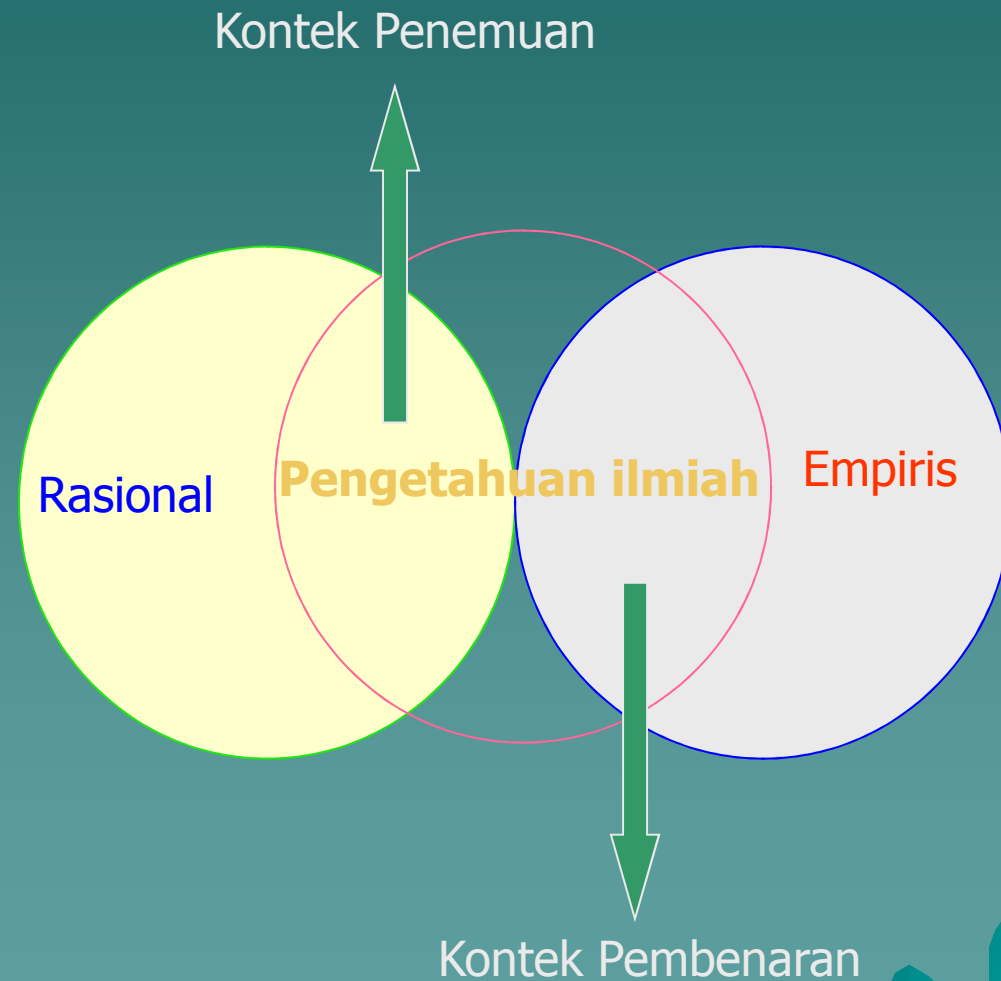 Kontek Penemuan
Rasional
Pengetahuan ilmiah
Empiris
Kontek Pembenaran